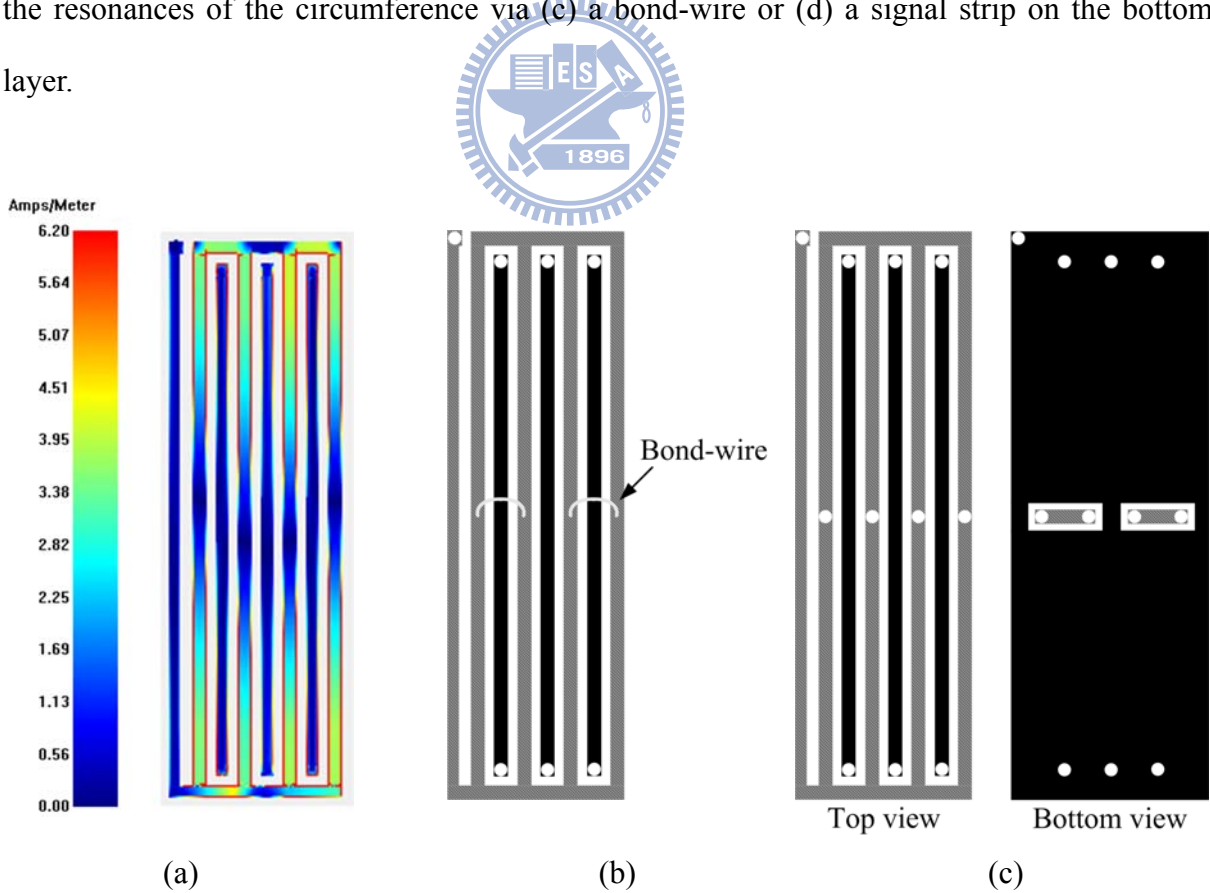 the resonances of the circumference via (c) a bond-wire or (d) a signal strip on the bottom
layer.
E S A
1896
Amps/Meter
6.20
5.64
5.07
4.51
3.95
3.38
2.82
2.25
1.69
1.13
0.56
0.00
Bond-wire
Top view
Bottom view
(a)
(b)
(c)